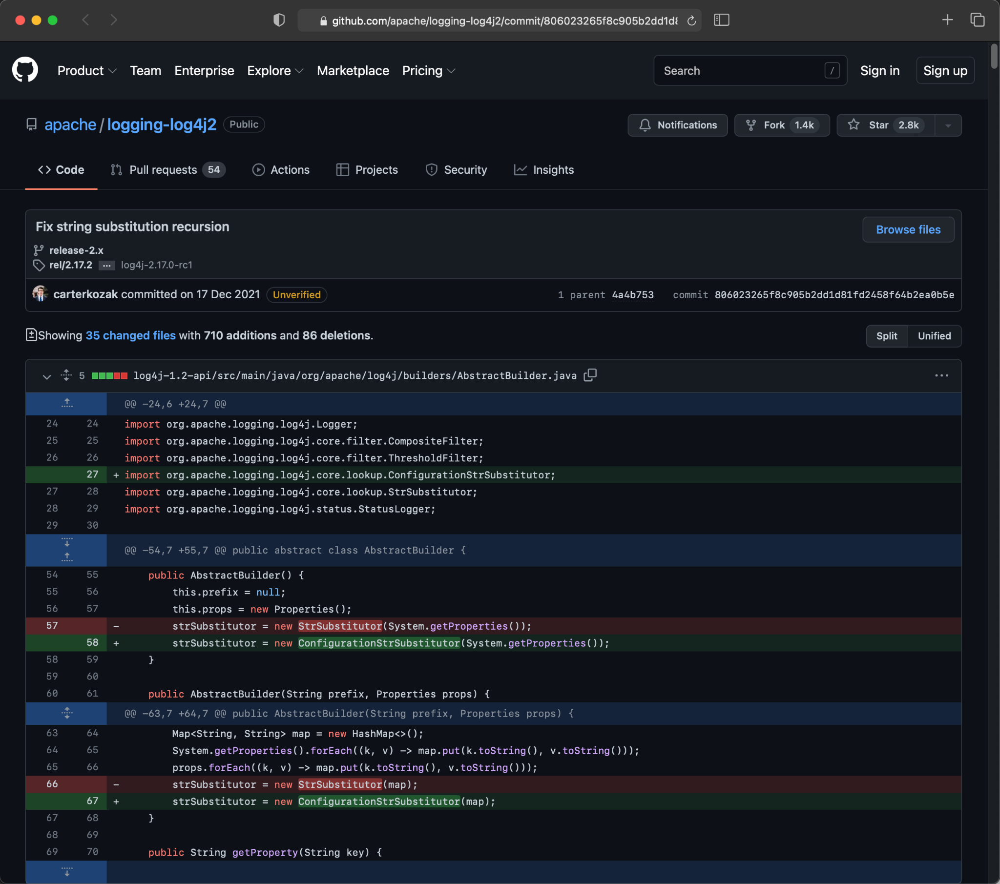 github.com/apache/logging-log4j2/commit/806023265f8c905b2dd1d8
Product Team Enterprise Explore Marketplace Pricing Search / Sign in Sign up
apache / logging-log4j2 Public Notifications Fork 1.4k Star 2.8k
Code Pull requests 54 Actions Projects Security Insights
Fix string substitution recursion
Browse files
release-2.x
rel/2.17.2 ... log4j-2.17.0-rc1
carterkozak committed on 17 Dec 2021 Unverified 1 parent 4a4b753 commit 806023265f8c905b2dd1d81fd2458f64b2ea0b5e
Showing 35 changed files with 710 additions and 86 deletions. Split Unified
5 log4j-1.2-api/src/main/java/org/apache/log4j/builders/AbstractBuilder.java
@@ -24,6 +24,7 @@
24 24 import org.apache.logging.log4j.Logger;
25 25 import org.apache.logging.log4j.core.filter.CompositeFilter;
26 26 import org.apache.logging.log4j.core.filter.ThresholdFilter;
27 + import org.apache.logging.log4j.core.lookup.ConfigurationStrSubstitutor;
27 28 import org.apache.logging.log4j.core.lookup.StrSubstitutor;
28 29 import org.apache.logging.log4j.status.StatusLogger;
29 30
@@ -54,7 +55,7 @@ public abstract class AbstractBuilder {
54 55 public AbstractBuilder() {
55 56 this.prefix = null;
56 57 this.props = new Properties();
57 - strSubstitutor = new StrSubstitutor(System.getProperties());
58 + strSubstitutor = new ConfigurationStrSubstitutor(System.getProperties());
58 59 }
59 60
60 61 public AbstractBuilder(String prefix, Properties props) {
@@ -63,7 +64,7 @@ public AbstractBuilder(String prefix, Properties props) {
63 64 Map<String, String> map = new HashMap<>();
64 65 System.getProperties().forEach((k, v) -> map.put(k.toString(), v.toString()));
65 66 props.forEach((k, v) -> map.put(k.toString(), v.toString()));
66 - strSubstitutor = new StrSubstitutor(map);
67 + strSubstitutor = new ConfigurationStrSubstitutor(map);
67 68 }
68 69
69 70 public String getProperty(String key) {